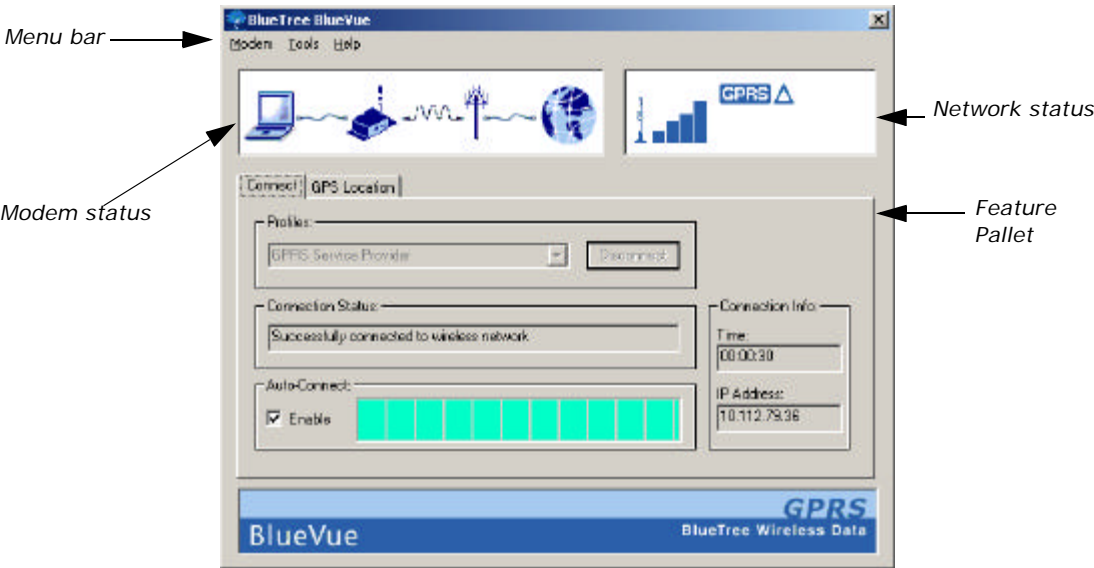 BlueTree BlueVue
Menu bar
Modem Tools Help
GPRS
Network status
Modem status
Connect GPS Location
Feature
Pallet
Profiles:
GPRS Service Provider
Disconnect
Connection Status:
Successfully connected to wireless network
Connection Info:
Time:
00:00:30
Auto-Connect:
Enable
IP Address:
10.112.79.36
GPRS
BlueVue
BlueTree Wireless Data